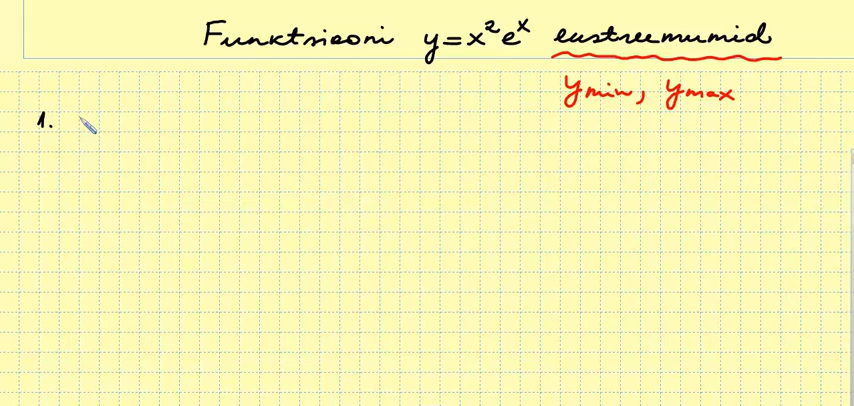 Funktsiooni y = x²eˣ ekstreemumid
ymin, ymax
1.